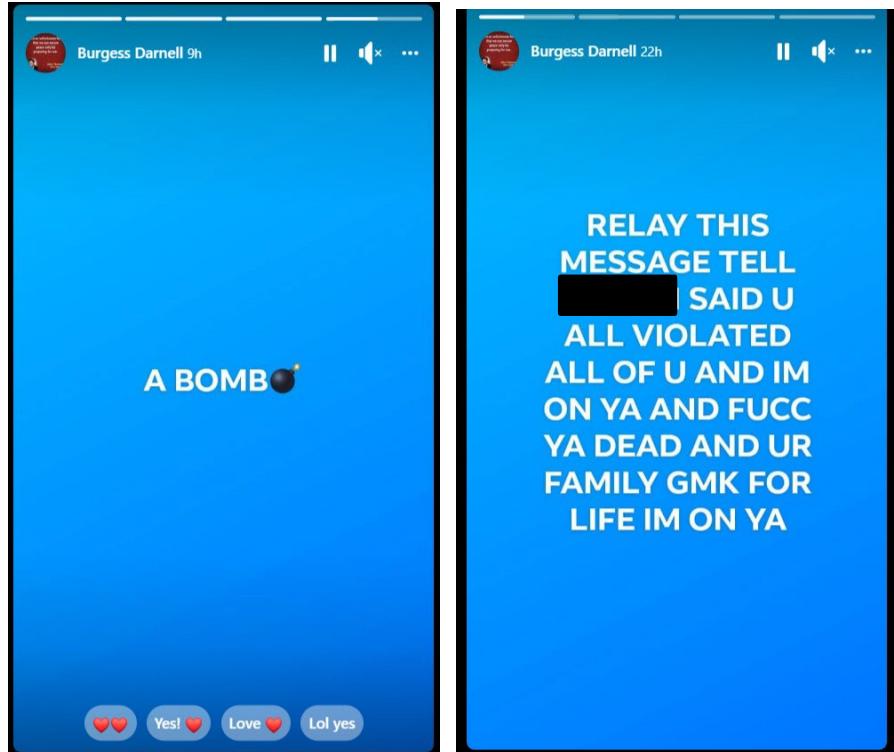 Burgess Darnell 9h
A BOMB💣
❤️❤️
Yes! ❤️
Love ❤️
Lol yes
Burgess Darnell 22h
RELAY THIS
MESSAGE TELL
SAID U
ALL VIOLATED
ALL OF U AND IM
ON YA AND FUCC
YA DEAD AND UR
FAMILY GMK FOR
LIFE IM ON YA